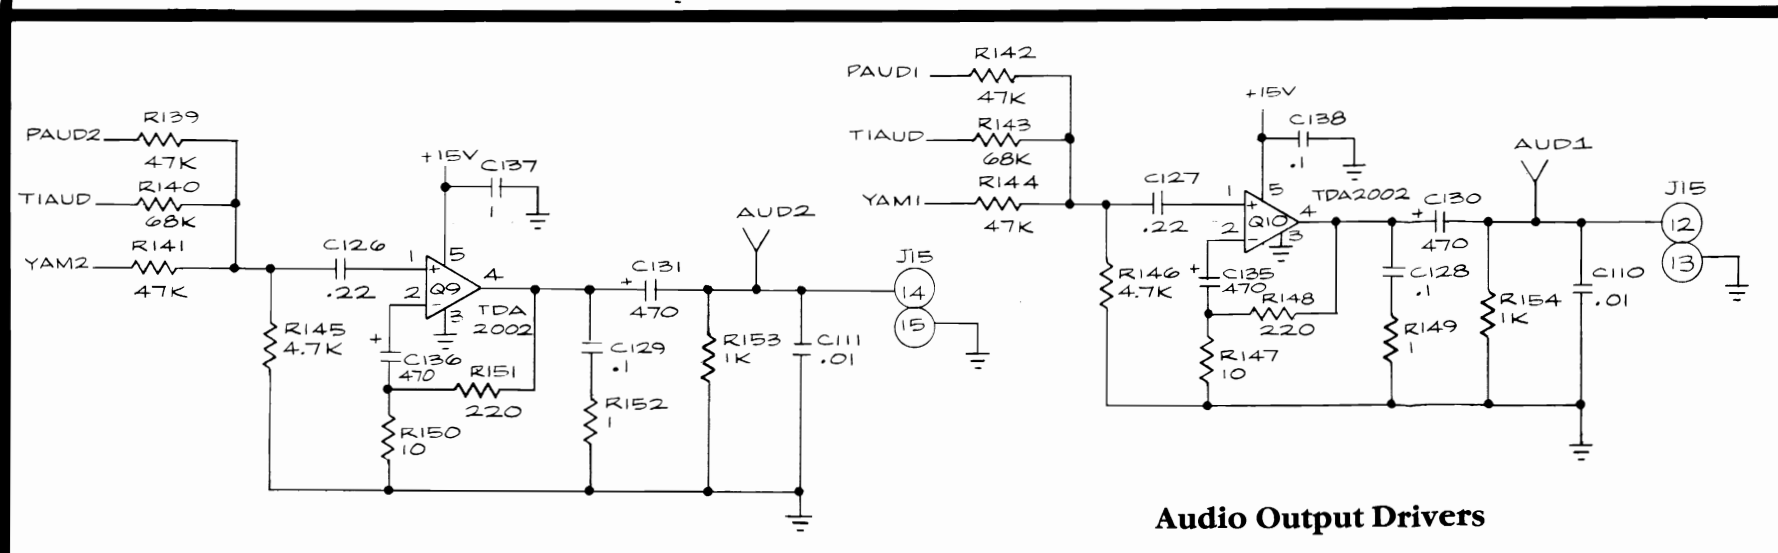 R139
PAUD2
47K
R140
TIAUD
68K
R141
YAM2
47K
+15V
C137
.1
C126
.22
1
5
+
Q9
4
2
-
3
TDA
2002
+
C136
470
R151
220
R145
4.7K
R150
10
C129
.1
R152
1
+
C131
470
AUD2
R153
1K
C111
.01
J15
14
15
R142
PAUD1
47K
R143
TIAUD
68K
R144
YAM1
47K
+15V
C138
.1
C127
.22
1
5
+
Q10
TDA2002
4
2
-
3
+
C135
470
R148
220
R146
4.7K
R147
10
C128
.1
R149
1
+
C130
470
AUD1
R154
1K
C110
.01
J15
12
13
Audio Output Drivers